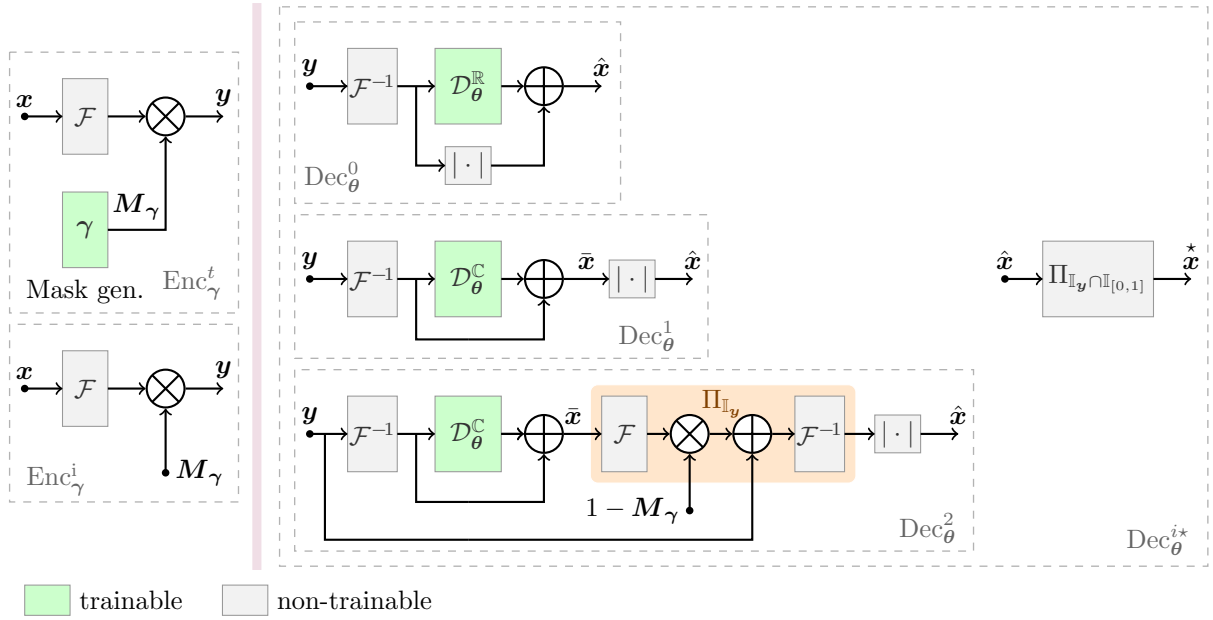 x F y
γ M_γ
Mask gen. Enc^t_γ
x F y
Enc^i_γ M_γ
y F^{-1} D^ℝ_θ x̂
|·|
Dec^0_θ
y F^{-1} D^ℂ_θ x̄ |·| x̂
Dec^1_θ
y F^{-1} D^ℂ_θ x̄ F Π_{𝕀_y} F^{-1} |·| x̂
1 − M_γ
Dec^2_θ
x̂ Π_{𝕀_y∩𝕀_{[0,1]}} x^⋆
Dec^{i⋆}_θ
trainable non-trainable